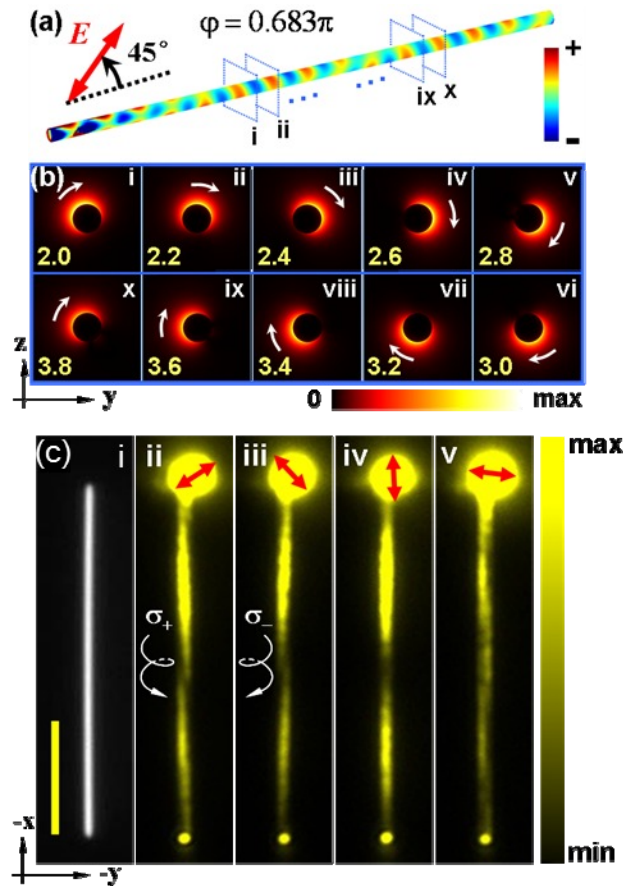 (a)
E
45°
φ = 0.683π
+
-
i
ii
ix
x
(b)
i ii iii iv v
2.0 2.2 2.4 2.6 2.8
x ix viii vii vi
3.8 3.6 3.4 3.2 3.0
z
y
0 max
(c) i ii iii iv v
max
σ+ σ−
min
-x
-y